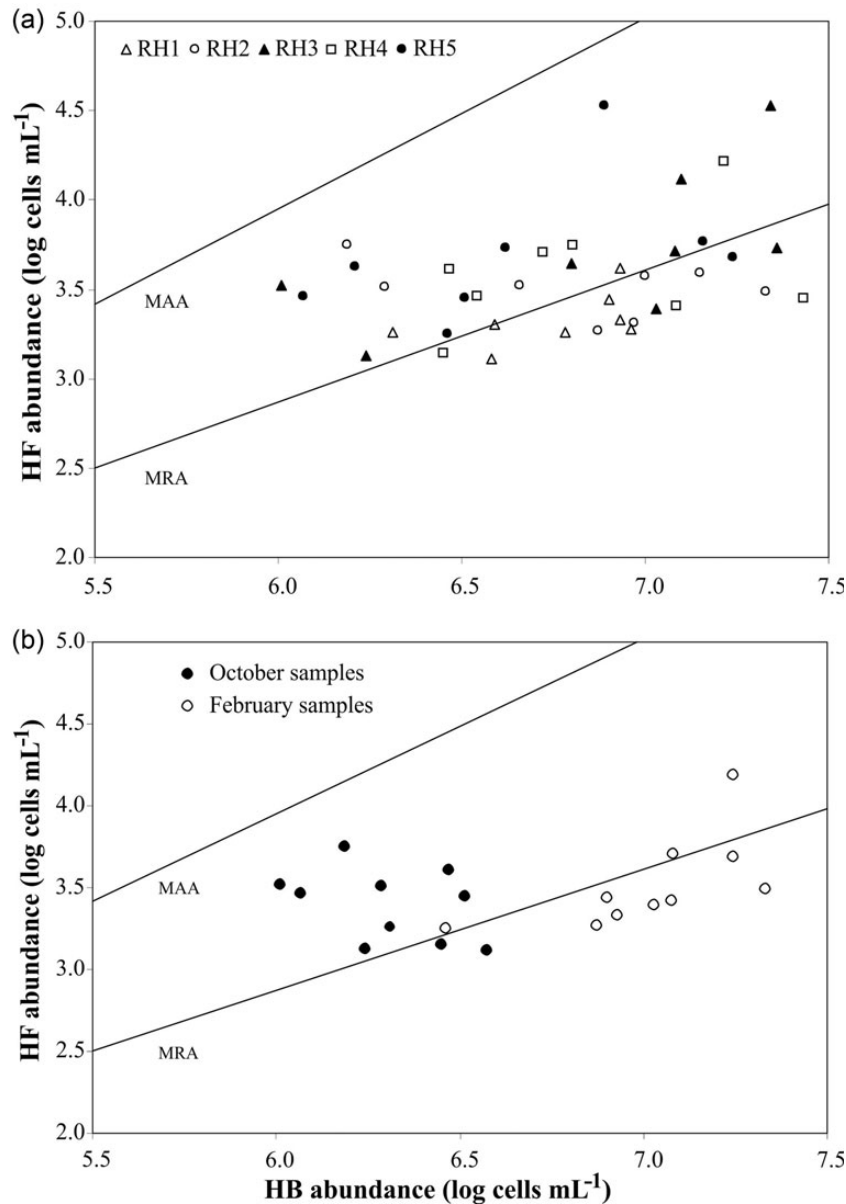 (a)
5.0
△ RH1 ○ RH2 ▲ RH3 □ RH4 ● RH5
4.5
4.0
3.5
3.0
2.5
2.0
MAA
MRA
HF abundance (log cells mL⁻¹)
5.5 6.0 6.5 7.0 7.5
(b)
5.0
● October samples
○ February samples
4.5
4.0
3.5
3.0
2.5
2.0
MAA
MRA
HF abundance (log cells mL⁻¹)
5.5 6.0 6.5 7.0 7.5
HB abundance (log cells mL⁻¹)